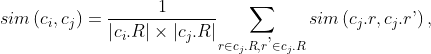 sim (c_i, c_j) = \frac{1}{|c_i.R| \times |c_j.R|} \sum_{r \in c_j.R, r' \in c_j.R} sim (c_j.r, c_j.r’) ,